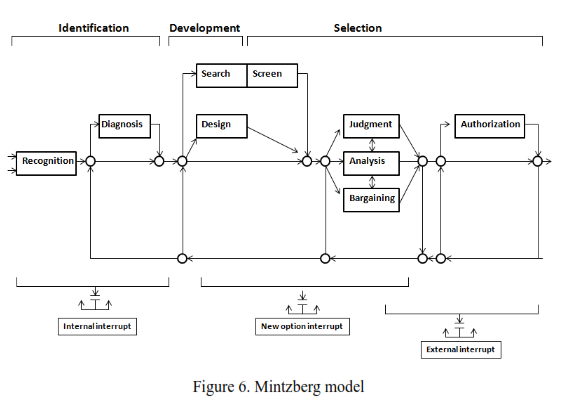 Identification
Development
Selection
Search
Screen
Diagnosis
Design
Judgment
Authorization
Recognition
Analysis
Bargaining
Internal interrupt
New option interrupt
External interrupt
Figure 6. Mintzberg model